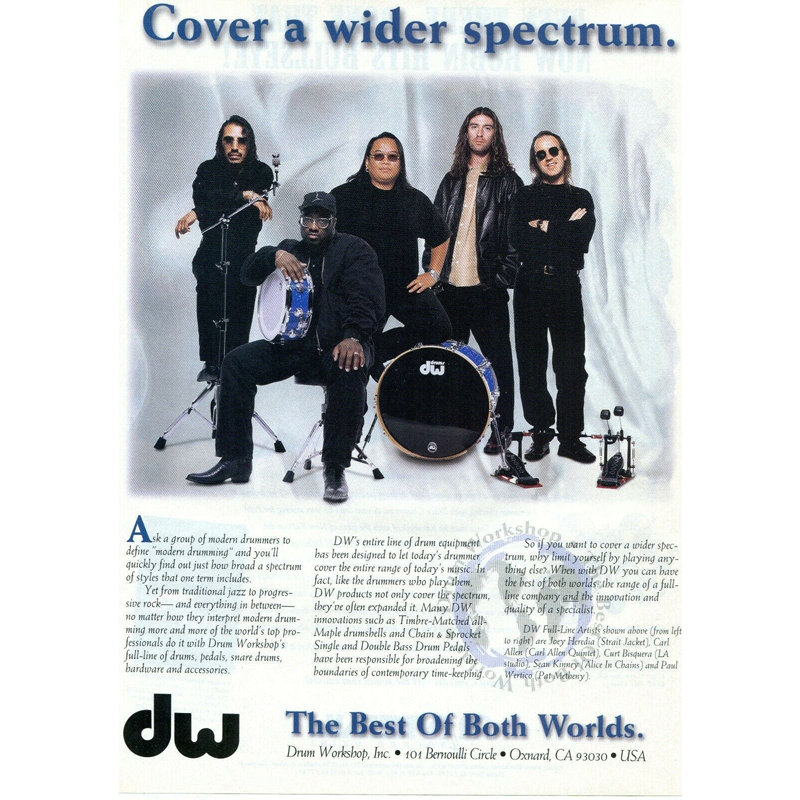 Cover a wider spectrum.
drums
dw
Ask a group of modern drummers to
define "modern drumming" and you'll
quickly find out just how broad a spectrum
of styles that one term includes.
Yet from traditional jazz to progres-
sive rock— and everything in between—
no matter how they interpret modern drum-
ming more and more of the world's top pro-
fessionals do it with Drum Workshop's
full-line of drums, pedals, snare drums,
hardware and accessories.
DW's entire line of drum equipment
has been designed to let today's drummer
cover the entire range of today's music. In
fact, like the drummers who play them,
DW products not only cover the spectrum,
they've often expanded it. Many DW
innovations such as Timbre-Matched all-
Maple drumshells and Chain & Sprocket
Single and Double Bass Drum Pedals
have been responsible for broadening the
boundaries of contemporary time-keeping.
So if you want to cover a wider spec-
trum, why limit yourself by playing any-
thing else? When with DW you can have
the best of both worlds, the range of a full-
line company and the innovation and
quality of a specialist.
DW Full-Line Artists shown above (from left
to right) are Joey Heredia (Strait Jacket), Carl
Allen (Carl Allen Quintet), Curt Bisquera (LA
studio), Sean Kinney (Alice In Chains) and Paul
Wertico (Pat Metheny).
dw
The Best Of Both Worlds.
Drum Workshop, Inc. • 101 Bernoulli Circle • Oxnard, CA 93030 • USA